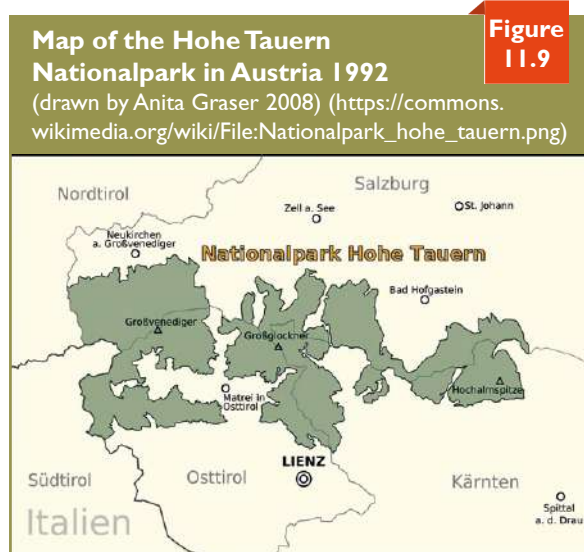 Figure
11.9
Map of the Hohe Tauern
Nationalpark in Austria 1992
(drawn by Anita Graser 2008) (https://commons.
wikimedia.org/wiki/File:Nationalpark_hohe_tauern.png)
Nordtirol
Salzburg
Zell a. See
St. Johann
Neukirchen
a. Großvenediger
Nationalpark Hohe Tauern
Bad Hofgastein
Großvenediger
Großglockner
Hochalmspitze
Matrei in
Osttirol
LIENZ
Südtirol
Osttirol
Kärnten
Spittal
a. d. Drau
Italien